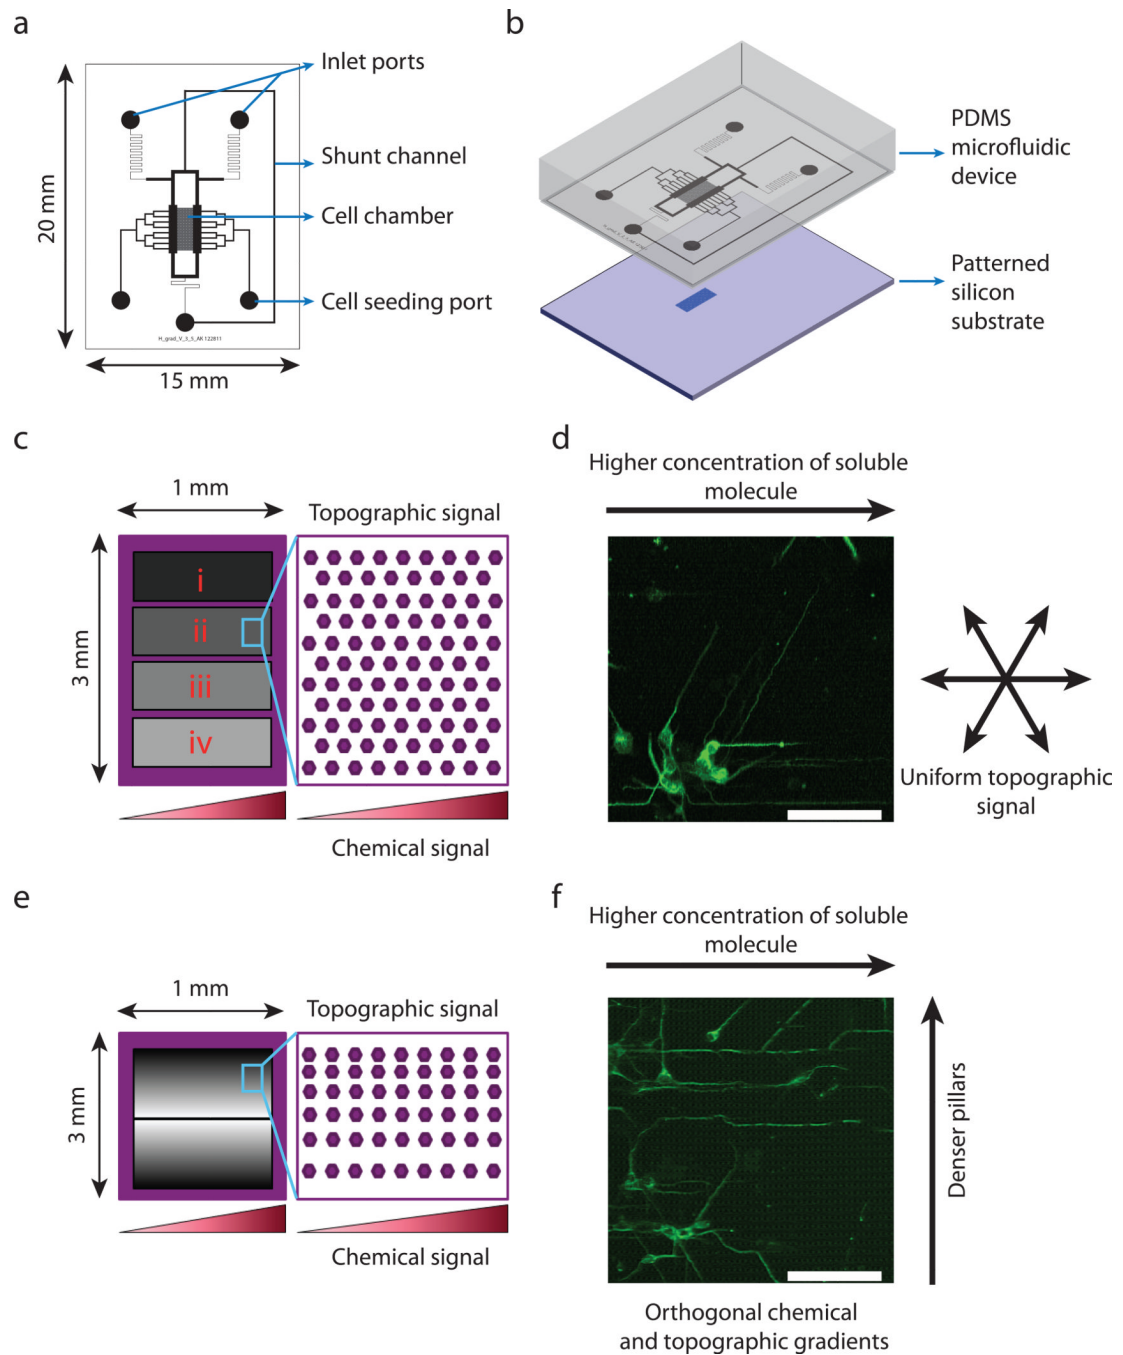 a
Inlet ports
Shunt channel
Cell chamber
Cell seeding port
20 mm
15 mm
H_grad_V_3_5_AK 122811
b
PDMS
microfluidic
device
Patterned
silicon
substrate
c
1 mm
3 mm
i
ii
iii
iv
Topographic signal
Chemical signal
d
Higher concentration of soluble
molecule
Uniform topographic
signal
e
1 mm
3 mm
Topographic signal
Chemical signal
f
Higher concentration of soluble
molecule
Denser pillars
Orthogonal chemical
and topographic gradients